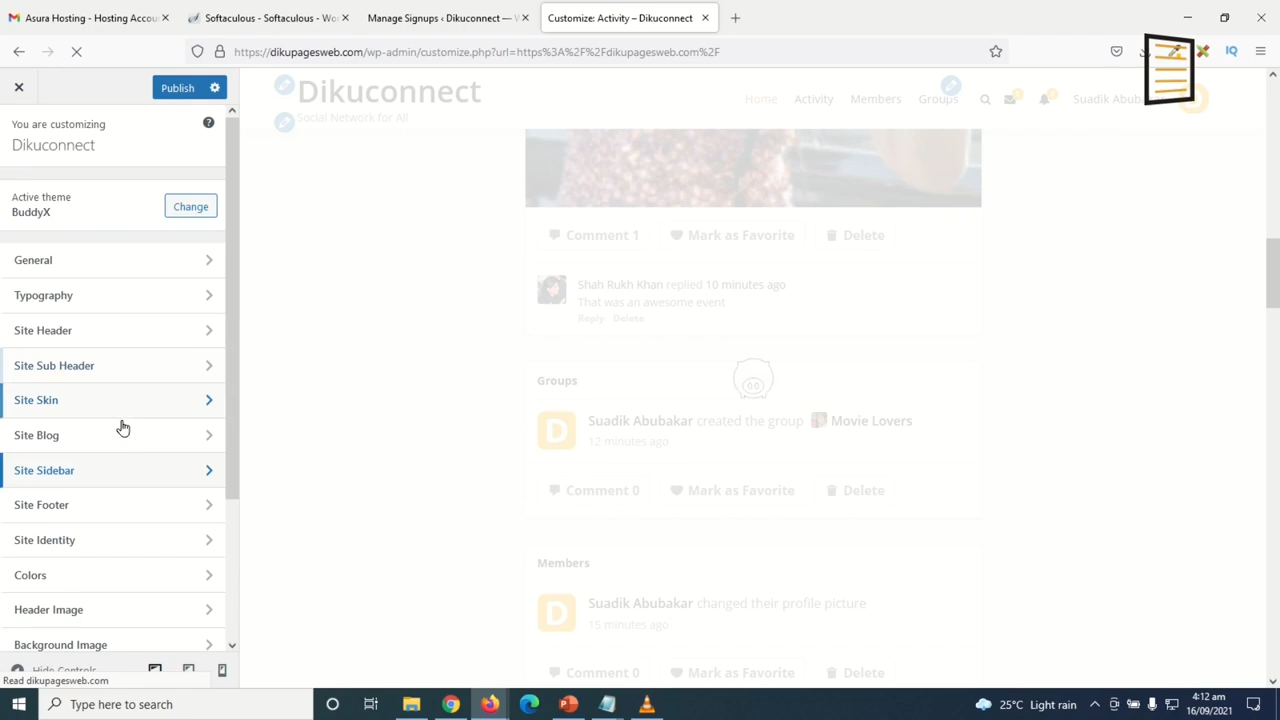 Asura Hosting - Hosting Accou
Softaculous - Softaculous - Wo
Manage Signups ‹ Dikuconnect — W
Customize: Activity – Dikuconnect
https://dikupagesweb.com/wp-admin/customize.php?url=https%3A%2F%2Fdikupagesweb.com%2F
IQ
Publish
You are customizing
Dikuconnect
Active theme
BuddyX
Change
General
Typography
Site Header
Site Sub Header
Site Skin
Site Blog
Site Sidebar
Site Footer
Site Identity
Colors
Header Image
Background Image
Hide Controls
Read dikupagesweb.com
Dikuconnect
Social Network for All
Home
Activity
Members
Groups
Suadik Abub
Comment 1
Mark as Favorite
Delete
Shah Rukh Khan replied 10 minutes ago
That was an awesome event
Reply Delete
Groups
D
Suadik Abubakar created the group Movie Lovers
12 minutes ago
Comment 0
Mark as Favorite
Delete
Members
D
Suadik Abubakar changed their profile picture
15 minutes ago
Comment 0
Mark as Favorite
Delete
Type here to search
25°C Light rain
4:12 am
16/09/2021